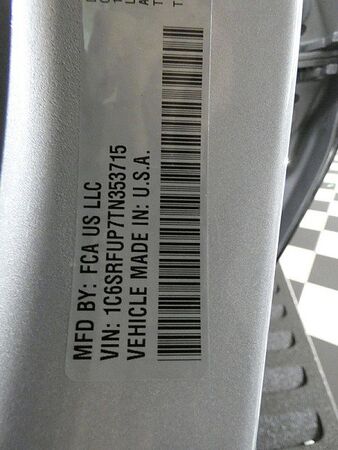 MFD BY: FCA US LLC
VIN: 1C6SRFUP7TN353715
VEHICLE MADE IN: U.S.A.